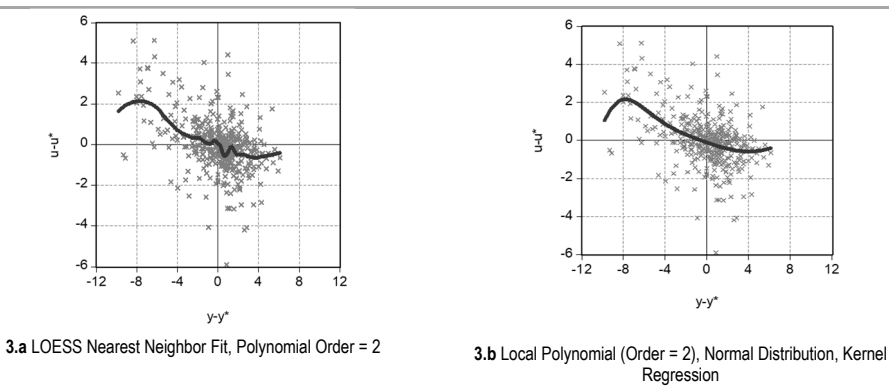 6
4
2
0
-2
-4
-6
u-u*
-12 -8 -4 0 4 8 12
y-y*
3.a LOESS Nearest Neighbor Fit, Polynomial Order = 2
6
4
2
0
-2
-4
-6
u-u*
-12 -8 -4 0 4 8 12
y-y*
3.b Local Polynomial (Order = 2), Normal Distribution, Kernel
Regression